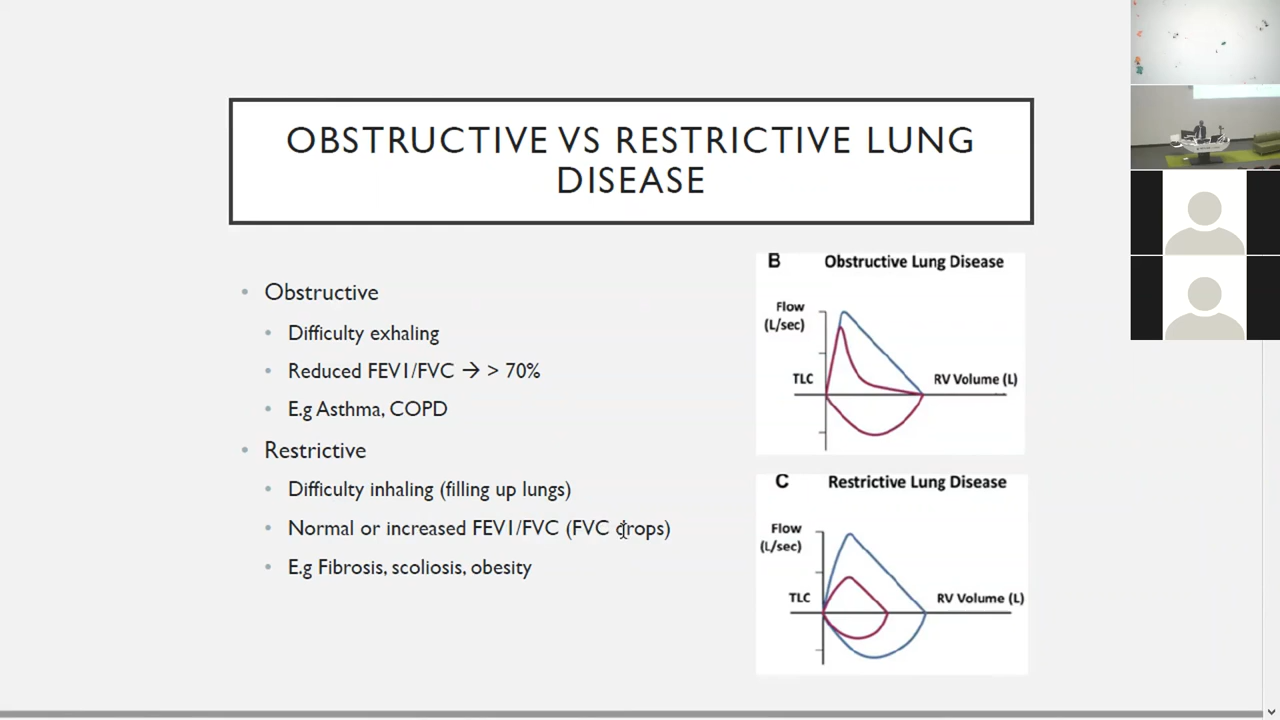 OBSTRUCTIVE VS RESTRICTIVE LUNG
DISEASE
• Obstructive
• Difficulty exhaling
• Reduced FEV1/FVC → > 70%
• E.g Asthma, COPD
• Restrictive
• Difficulty inhaling (filling up lungs)
• Normal or increased FEV1/FVC (FVC drops)
• E.g Fibrosis, scoliosis, obesity
B Obstructive Lung Disease
Flow
(L/sec)
TLC RV Volume (L)
C Restrictive Lung Disease
Flow
(L/sec)
TLC RV Volume (L)